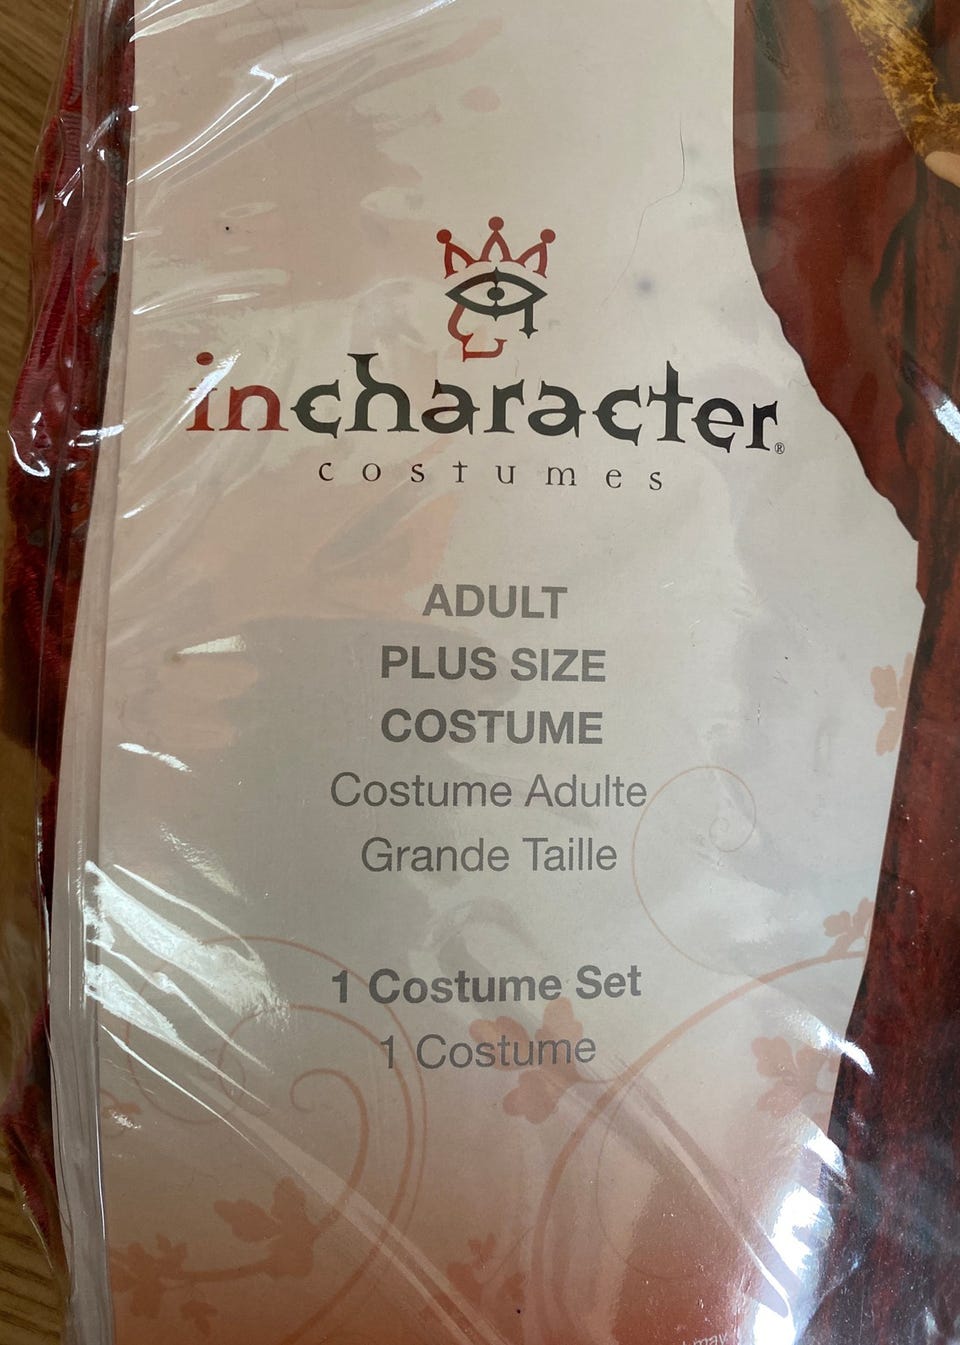 incharacter®
costumes
ADULT
PLUS SIZE
COSTUME
Costume Adulte
Grande Taille
1 Costume Set
1 Costume